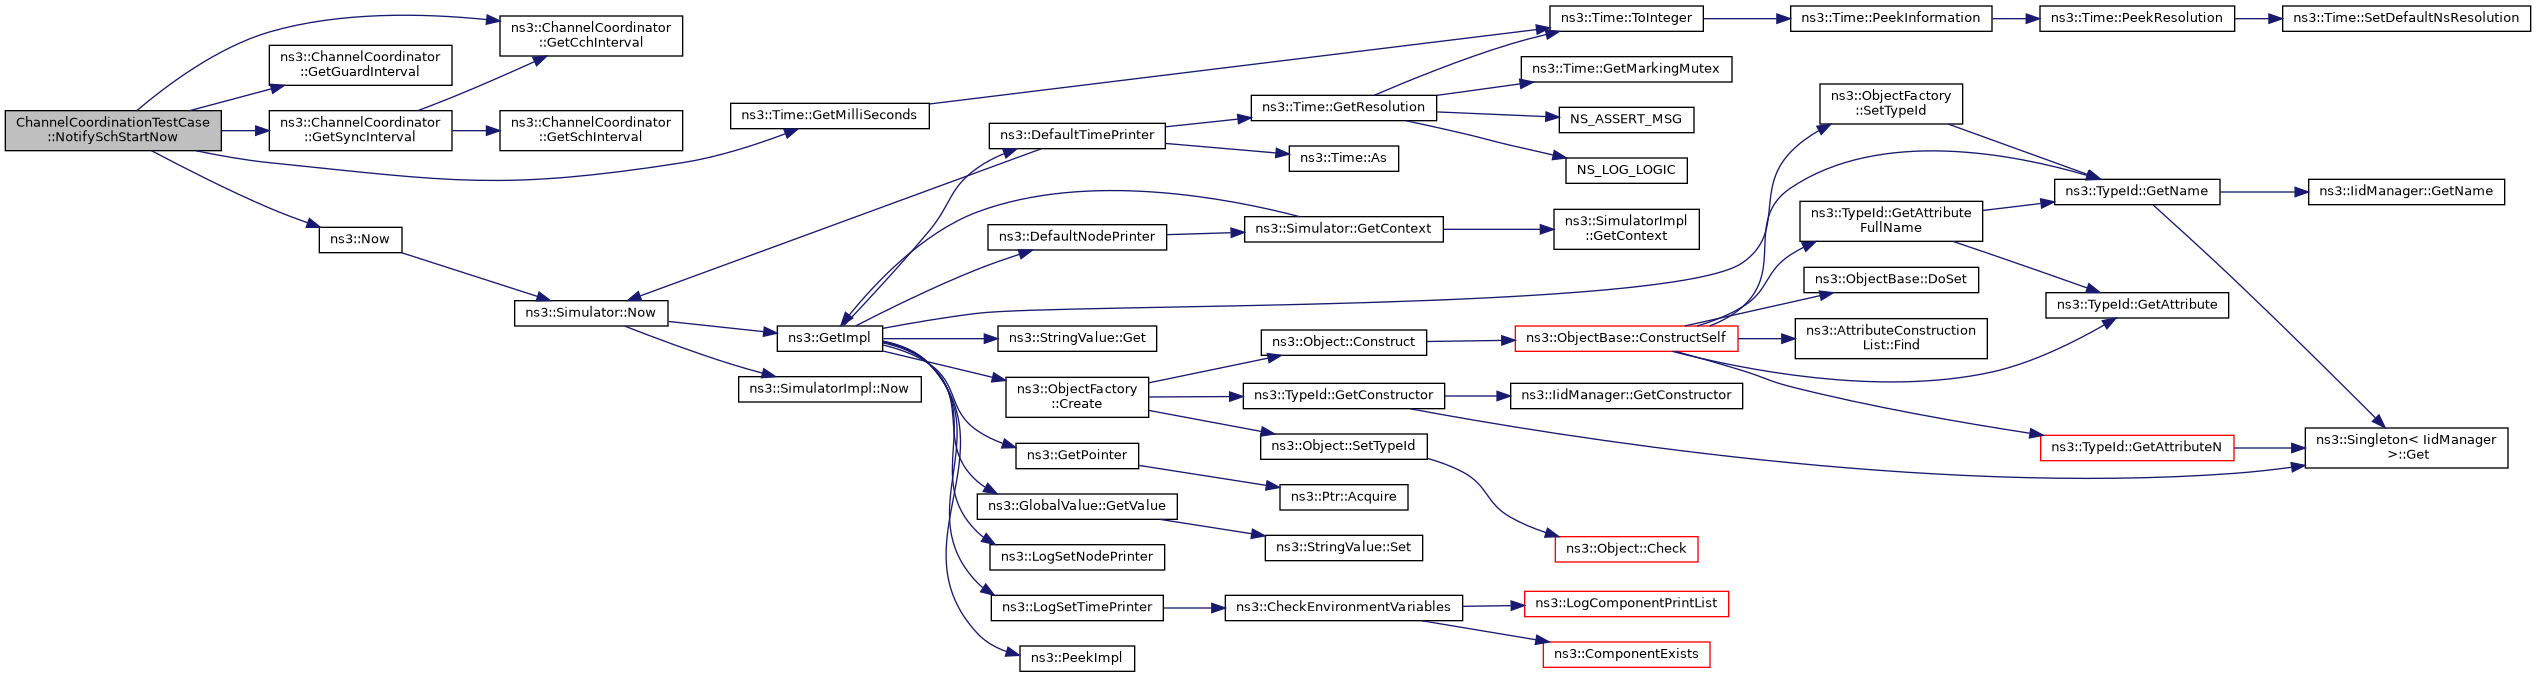 ChannelCoordinationTestCase
::NotifySchStartNow
ns3::ChannelCoordinator
::GetCchInterval
ns3::ChannelCoordinator
::GetGuardInterval
ns3::ChannelCoordinator
::GetSyncInterval
ns3::ChannelCoordinator
::GetSchInterval
ns3::Time::GetMilliSeconds
ns3::Now
ns3::Simulator::Now
ns3::GetImpl
ns3::SimulatorImpl::Now
ns3::DefaultTimePrinter
ns3::DefaultNodePrinter
ns3::StringValue::Get
ns3::ObjectFactory
::Create
ns3::GetPointer
ns3::GlobalValue::GetValue
ns3::LogSetNodePrinter
ns3::LogSetTimePrinter
ns3::PeekImpl
ns3::Time::GetResolution
ns3::Time::As
ns3::Simulator::GetContext
ns3::Object::Construct
ns3::TypeId::GetConstructor
ns3::Object::SetTypeId
ns3::Ptr::Acquire
ns3::StringValue::Set
ns3::CheckEnvironmentVariables
ns3::Time::ToInteger
ns3::Time::GetMarkingMutex
NS_ASSERT_MSG
NS_LOG_LOGIC
ns3::SimulatorImpl
::GetContext
ns3::ObjectBase::ConstructSelf
ns3::IidManager::GetConstructor
ns3::Object::Check
ns3::LogComponentPrintList
ns3::ComponentExists
ns3::Time::PeekInformation
ns3::ObjectFactory
::SetTypeId
ns3::TypeId::GetAttribute
FullName
ns3::ObjectBase::DoSet
ns3::AttributeConstruction
List::Find
ns3::Time::PeekResolution
ns3::TypeId::GetName
ns3::TypeId::GetAttribute
ns3::TypeId::GetAttributeN
ns3::Time::SetDefaultNsResolution
ns3::IidManager::GetName
ns3::Singleton< IidManager
>::Get